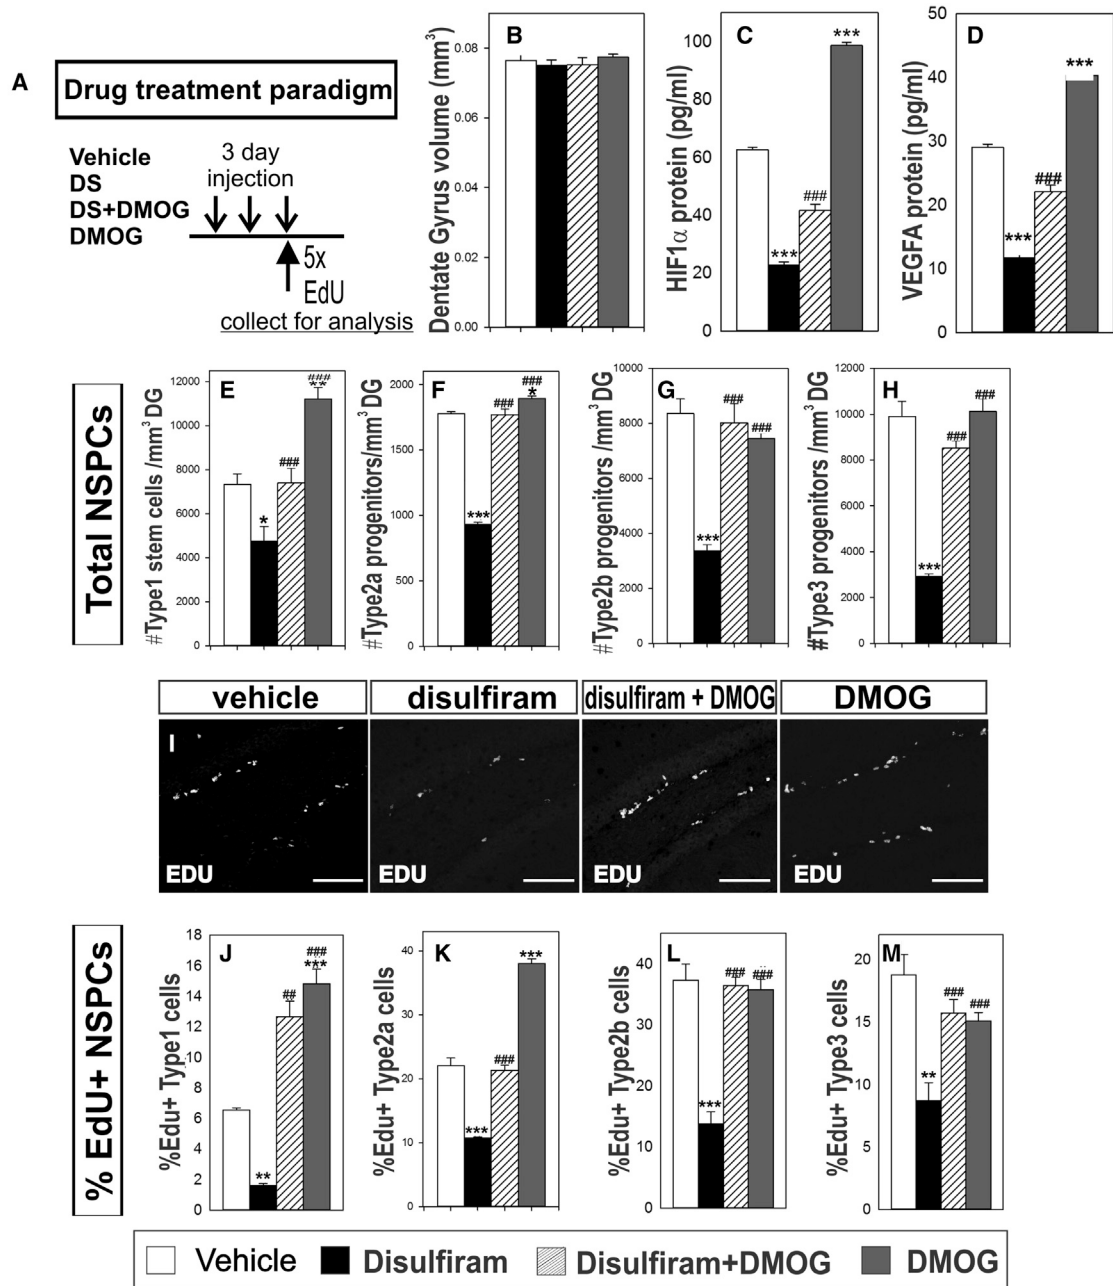 A
Drug treatment paradigm
Vehicle
DS
DS+DMOG
DMOG
3 day
injection
5x
EdU
collect for analysis
B
Dentate Gyrus volume (mm3)
0.08
0.06
0.04
0.02
0.00
C
HIF1α protein (pg/ml)
100
80
60
40
20
0
***
###
***
D
VEGFA protein (pg/ml)
50
40
30
20
10
0
***
###
***
Total NSPCs
E
#Type1 stem cells /mm3 DG
12000
10000
8000
6000
4000
2000
0
*
###
###
**
F
#Type2a progenitors/mm3 DG
2000
1500
1000
500
0
***
###
###
*
G
#Type2b progenitors /mm3 DG
10000
8000
6000
4000
2000
0
***
###
###
H
#Type3 progenitors /mm3 DG
12000
10000
8000
6000
4000
2000
0
***
###
###
vehicle
disulfiram
disulfiram + DMOG
DMOG
I
EDU
EDU
EDU
EDU
% EdU+ NSPCs
J
%Edu+ Type1 cells
18
16
14
12
10
8
6
4
2
0
**
##
###
***
K
%Edu+ Type2a cells
40
30
20
10
0
***
###
***
L
%Edu+ Type2b cells
40
30
20
10
0
***
###
###
M
%Edu+ Type3 cells
20
15
10
5
0
**
###
###
Vehicle
Disulfiram
Disulfiram+DMOG
DMOG